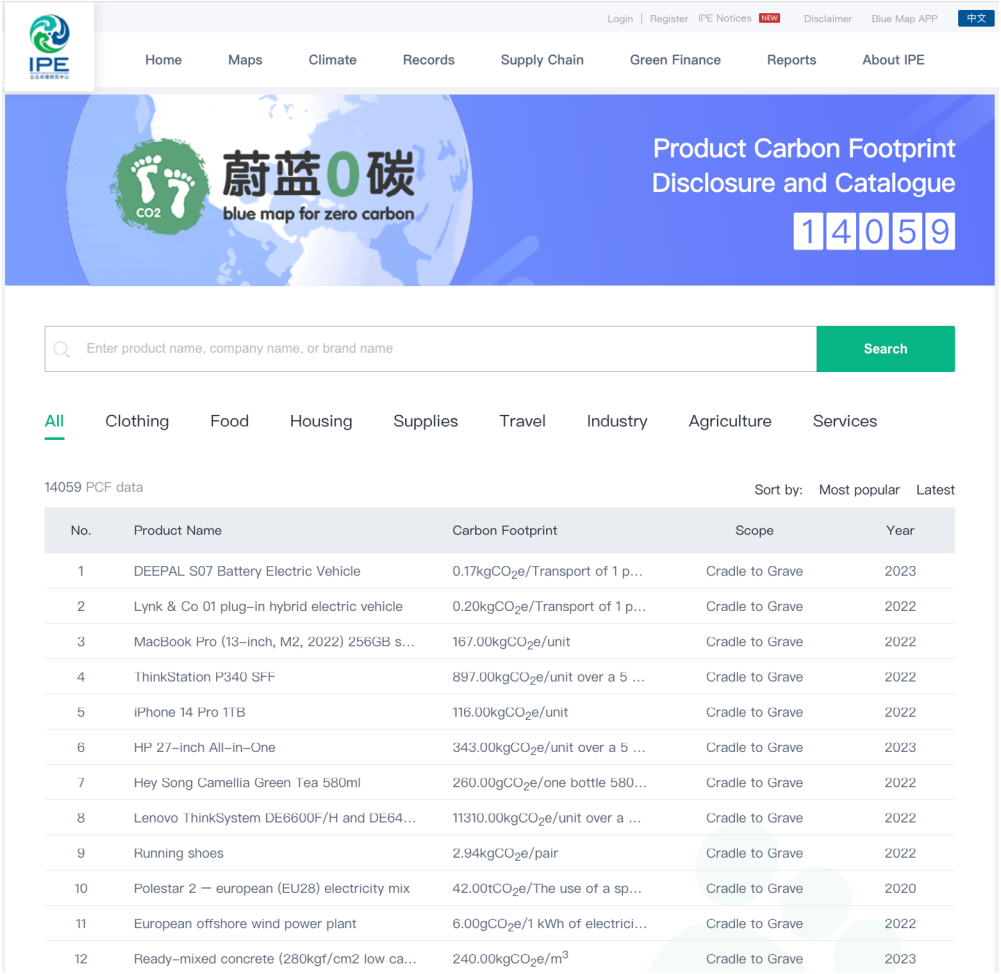 Login | Register IPE Notices NEW Disclaimer Blue Map APP 中文
IPE
公众环境研究中心
Home Maps Climate Records Supply Chain Green Finance Reports About IPE
CO2
蔚蓝0碳
blue map for zero carbon
Product Carbon Footprint
Disclosure and Catalogue
14059
Enter product name, company name, or brand name Search
All Clothing Food Housing Supplies Travel Industry Agriculture Services
14059 PCF data
Sort by: Most popular Latest
No. Product Name Carbon Footprint Scope Year
1 DEEPAL S07 Battery Electric Vehicle 0.17kgCO₂e/Transport of 1 p... Cradle to Grave 2023
2 Lynk & Co 01 plug-in hybrid electric vehicle 0.20kgCO₂e/Transport of 1 p... Cradle to Grave 2022
3 MacBook Pro (13-inch, M2, 2022) 256GB s... 167.00kgCO₂e/unit Cradle to Grave 2022
4 ThinkStation P340 SFF 897.00kgCO₂e/unit over a 5 ... Cradle to Grave 2022
5 iPhone 14 Pro 1TB 116.00kgCO₂e/unit Cradle to Grave 2022
6 HP 27-inch All-in-One 343.00kgCO₂e/unit over a 5 ... Cradle to Grave 2023
7 Hey Song Camellia Green Tea 580ml 260.00gCO₂e/one bottle 580... Cradle to Grave 2022
8 Lenovo ThinkSystem DE6600F/H and DE64... 11310.00kgCO₂e/unit over a ... Cradle to Grave 2022
9 Running shoes 2.94kgCO₂e/pair Cradle to Grave 2022
10 Polestar 2 – european (EU28) electricity mix 42.00tCO₂e/The use of a sp... Cradle to Grave 2020
11 European offshore wind power plant 6.00gCO₂e/1 kWh of electrici... Cradle to Grave 2022
12 Ready-mixed concrete (280kgf/cm2 low ca... 240.00kgCO₂e/m³ Cradle to Grave 2023